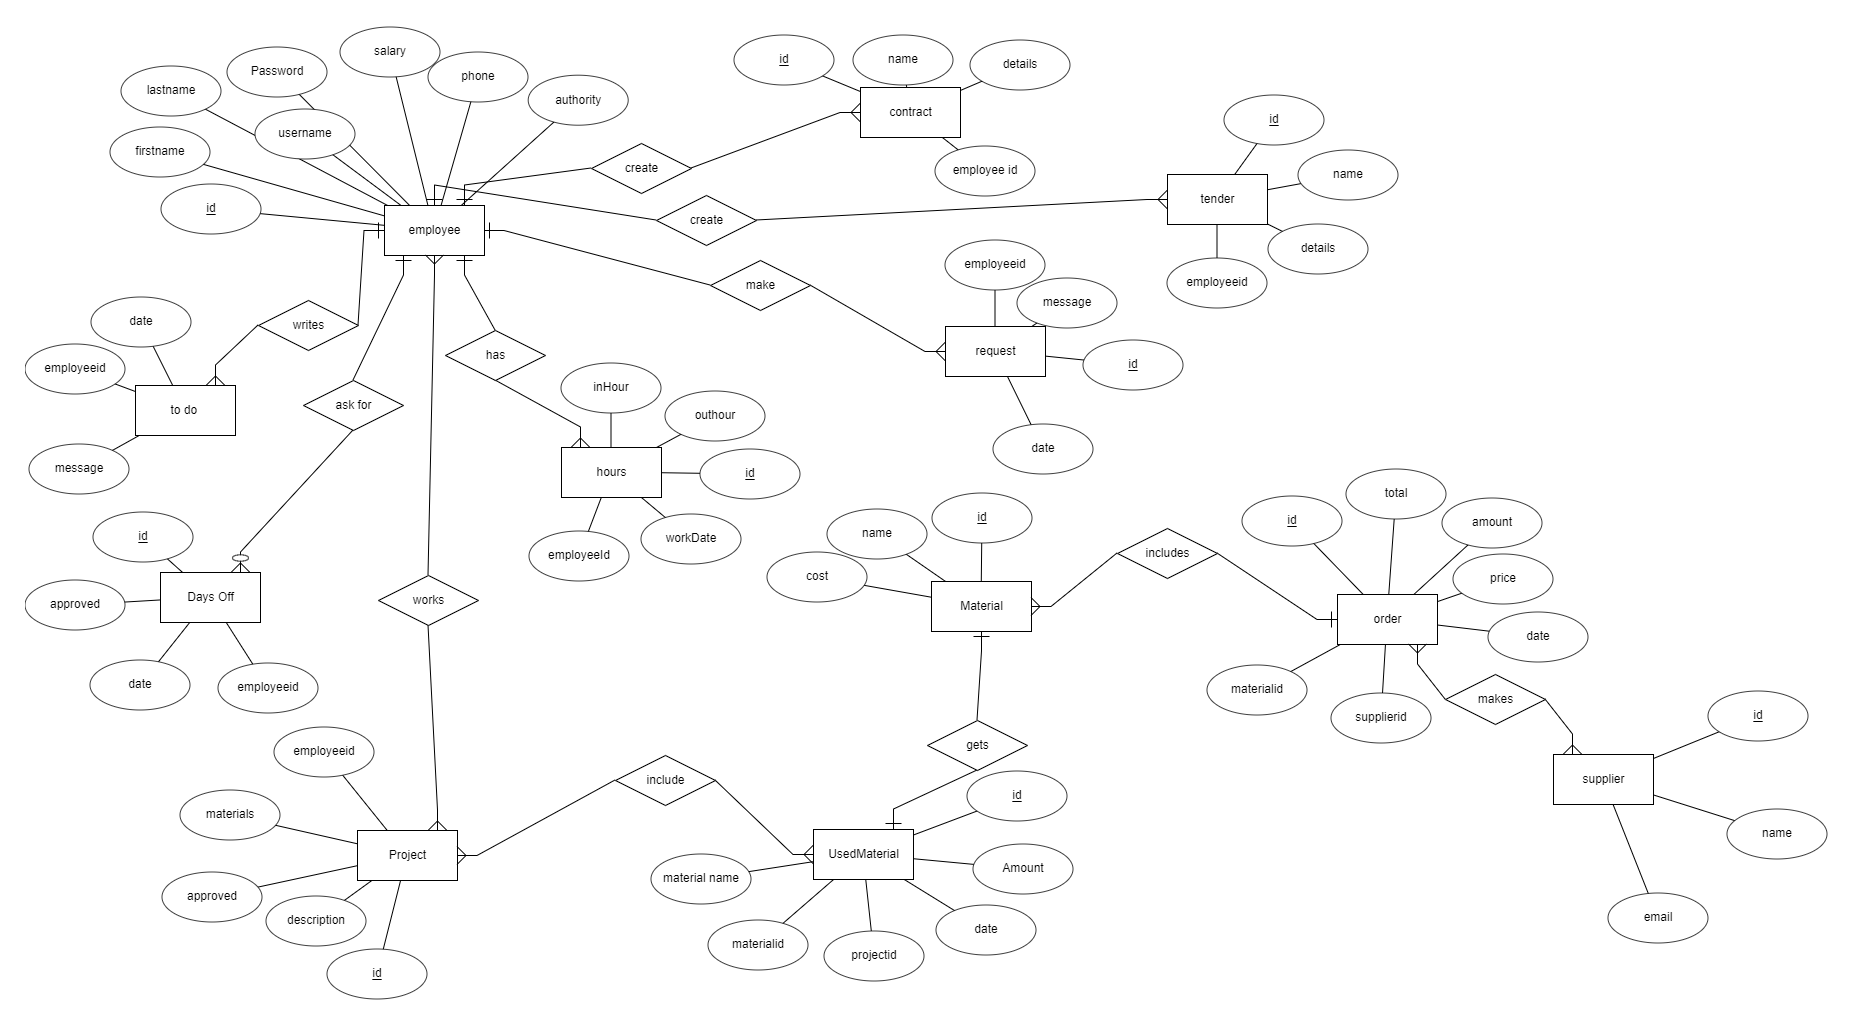 salary
Password
phone
lastname
authority
username
firstname
id
employee
id
name
details
contract
employee id
create
create
id
name
tender
details
employeeid
make
employeeid
message
request
id
date
writes
date
employeeid
to do
message
ask for
has
inHour
outhour
hours
id
employeeId
workDate
id
Days Off
approved
date
employeeid
works
id
name
cost
Material
includes
id
total
amount
price
order
date
materialid
supplierid
makes
id
supplier
name
email
gets
employeeid
materials
Project
approved
description
id
include
id
UsedMaterial
Amount
material name
date
materialid
projectid